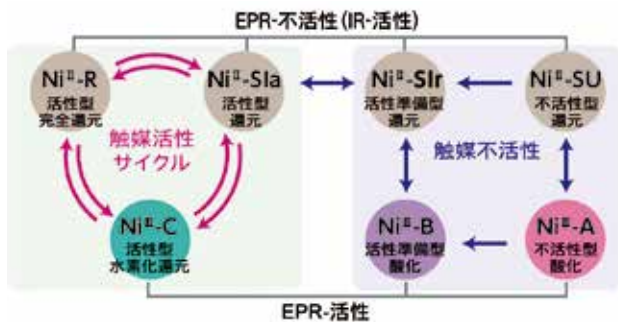 EPR-不活性(IR-活性)
Niᴵᴵ-R
活性型
完全還元
Niᴵᴵ-SIa
活性型
還元
Niᴵᴵ-SIr
活性準備型
還元
Niᴵᴵ-SU
不活性型
還元
触媒活性
サイクル
触媒不活性
Niᴵᴵᴵ-C
活性型
水素化還元
Niᴵᴵᴵ-B
活性準備型
酸化
Niᴵᴵᴵ-A
不活性型
酸化
EPR-活性